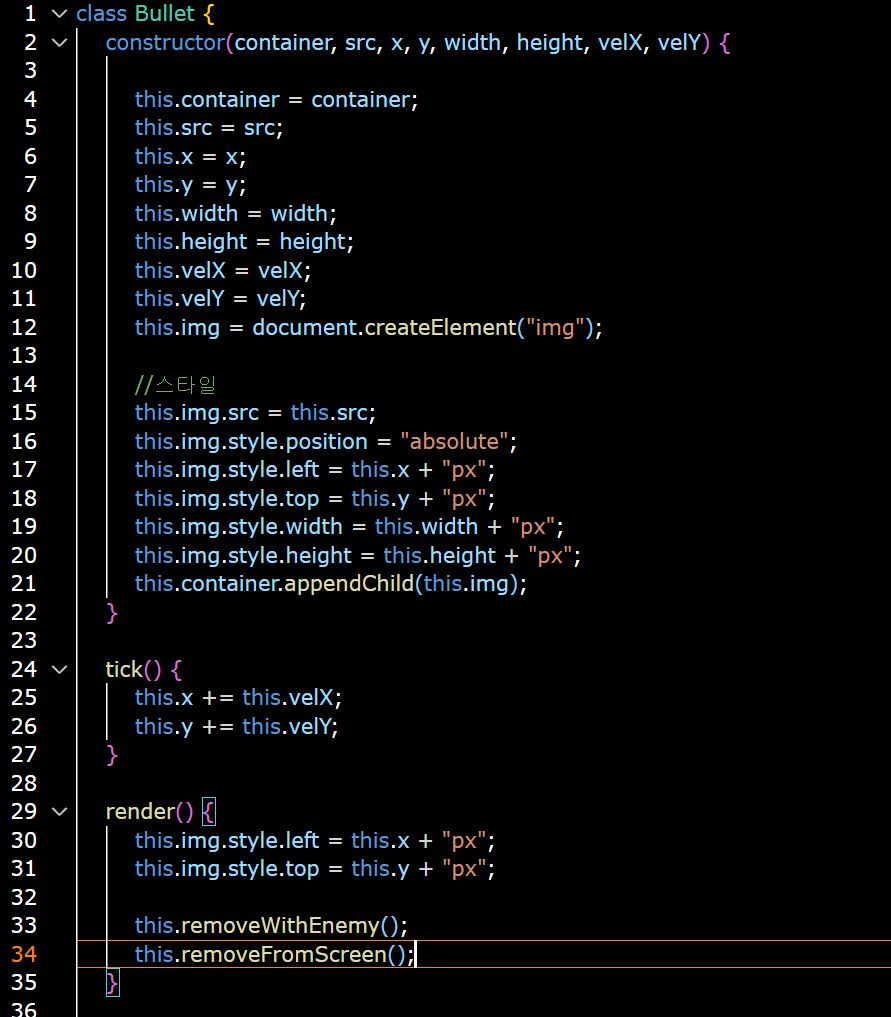 1 class Bullet {
2 constructor(container, src, x, y, width, height, velX, velY) {
3
4 this.container = container;
5 this.src = src;
6 this.x = x;
7 this.y = y;
8 this.width = width;
9 this.height = height;
10 this.velX = velX;
11 this.velY = velY;
12 this.img = document.createElement("img");
13
14 //스타일
15 this.img.src = this.src;
16 this.img.style.position = "absolute";
17 this.img.style.left = this.x + "px";
18 this.img.style.top = this.y + "px";
19 this.img.style.width = this.width + "px";
20 this.img.style.height = this.height + "px";
21 this.container.appendChild(this.img);
22 }
23
24 tick() {
25 this.x += this.velX;
26 this.y += this.velY;
27 }
28
29 render() {
30 this.img.style.left = this.x + "px";
31 this.img.style.top = this.y + "px";
32
33 this.removeWithEnemy();
34 this.removeFromScreen();
35 }
36